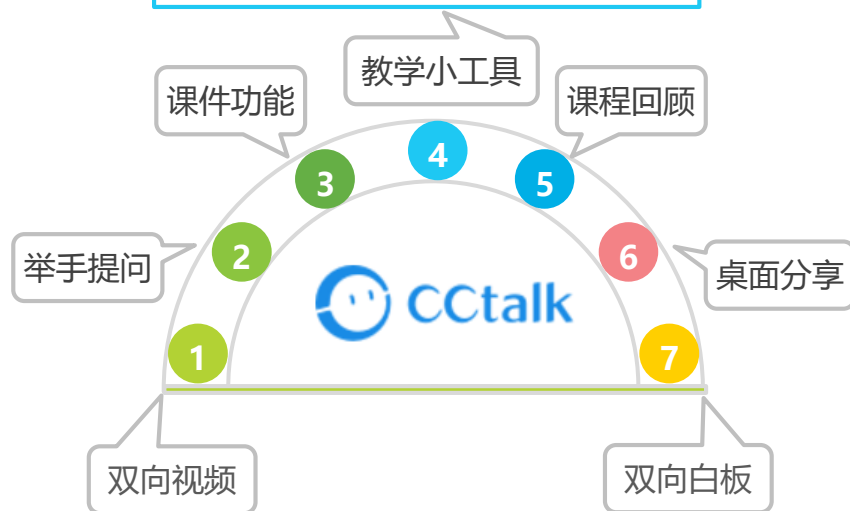 教学小工具
课件功能
课程回顾
4
3
5
2
6
举手提问
桌面分享
CCtalk
1
7
双向视频
双向白板